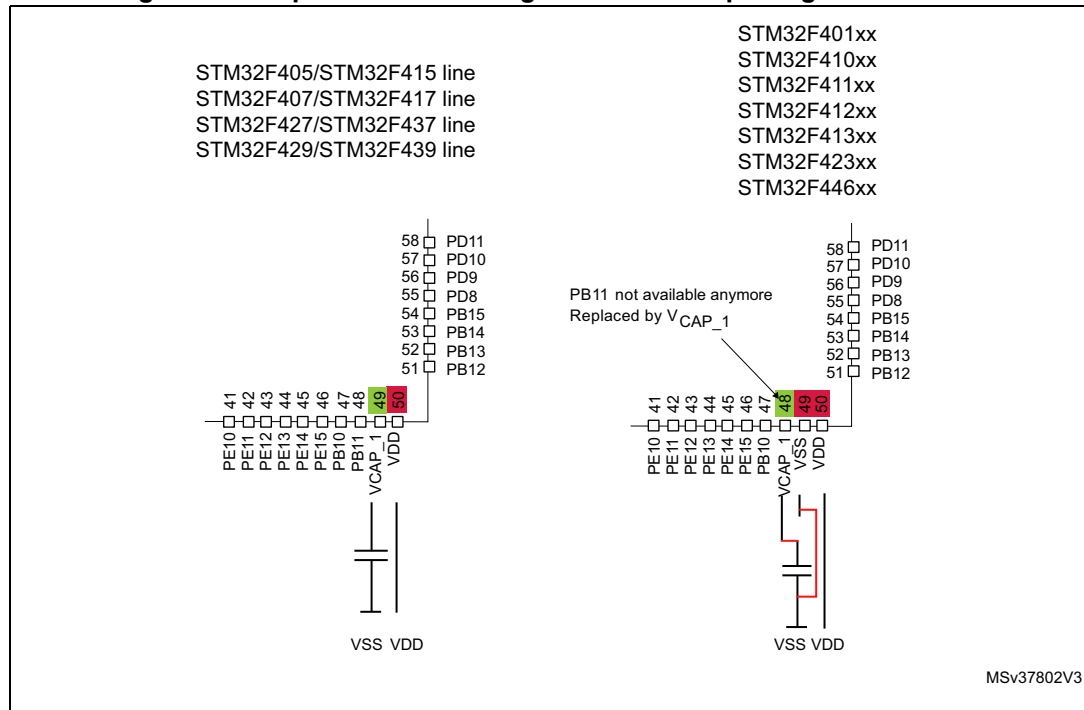 STM32F405/STM32F415 line
STM32F407/STM32F417 line
STM32F427/STM32F437 line
STM32F429/STM32F439 line
58 PD11
57 PD10
56 PD9
55 PD8
54 PB15
53 PB14
52 PB13
51 PB12
41 42 43 44 45 46 47 48 49 50
PE10 PE11 PE12 PE13 PE14 PE15 PB10 PB11 VCAP_1 VDD
VSS VDD
STM32F401xx
STM32F410xx
STM32F411xx
STM32F412xx
STM32F413xx
STM32F423xx
STM32F446xx
58 PD11
57 PD10
56 PD9
55 PD8
54 PB15
53 PB14
52 PB13
51 PB12
PB11 not available anymore
Replaced by VCAP_1
41 42 43 44 45 46 47 48 49 50
PE10 PE11 PE12 PE13 PE14 PE15 PB10 VCAP_1 VSS VDD
VSS VDD
MSv37802V3